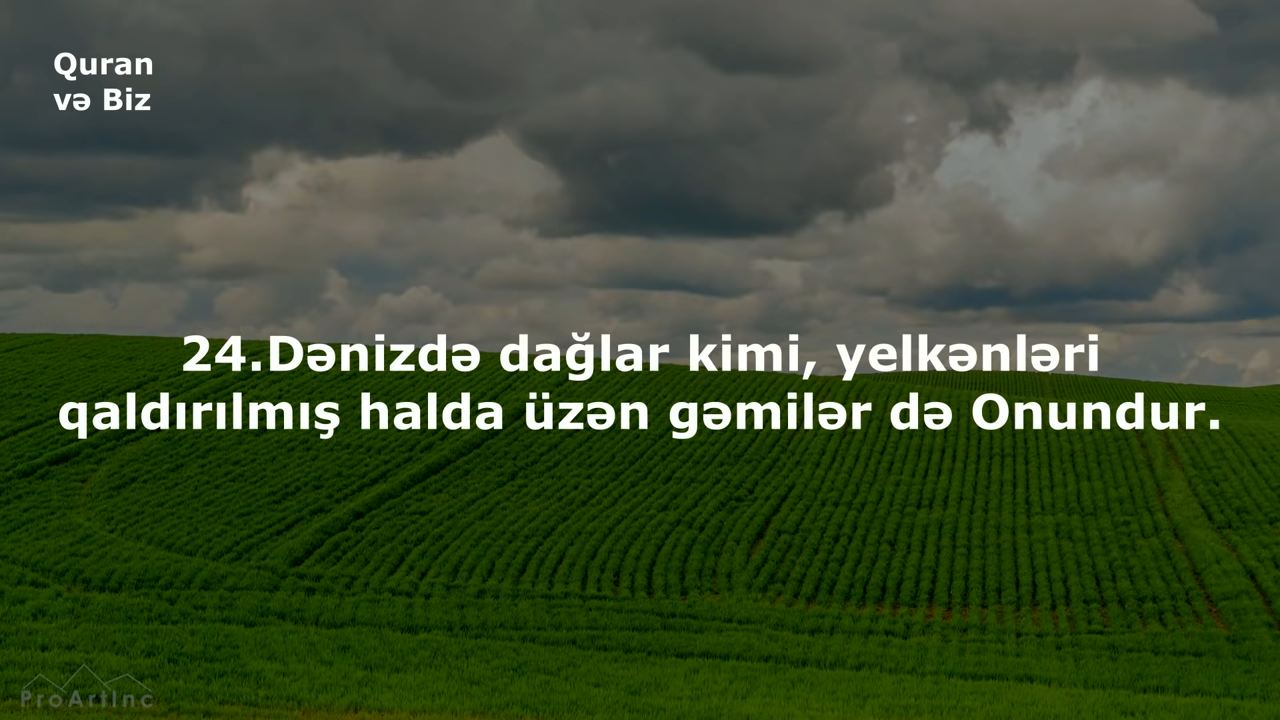 Quran
və Biz
24.Dənizdə dağlar kimi, yelkənləri
qaldırılmış halda üzən gəmilər də Onundur.
ProArtInc